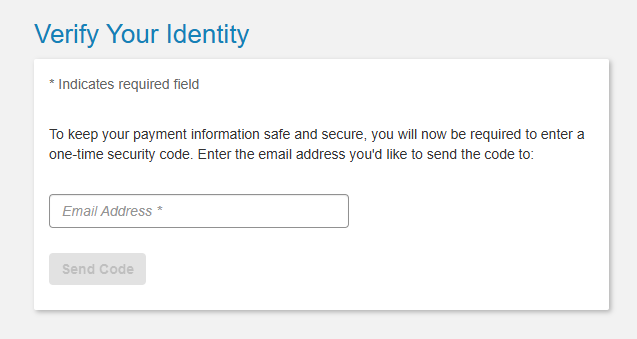 Verify Your Identity
* Indicates required field
To keep your payment information safe and secure, you will now be required to enter a
one-time security code. Enter the email address you'd like to send the code to:
Email Address *
Send Code